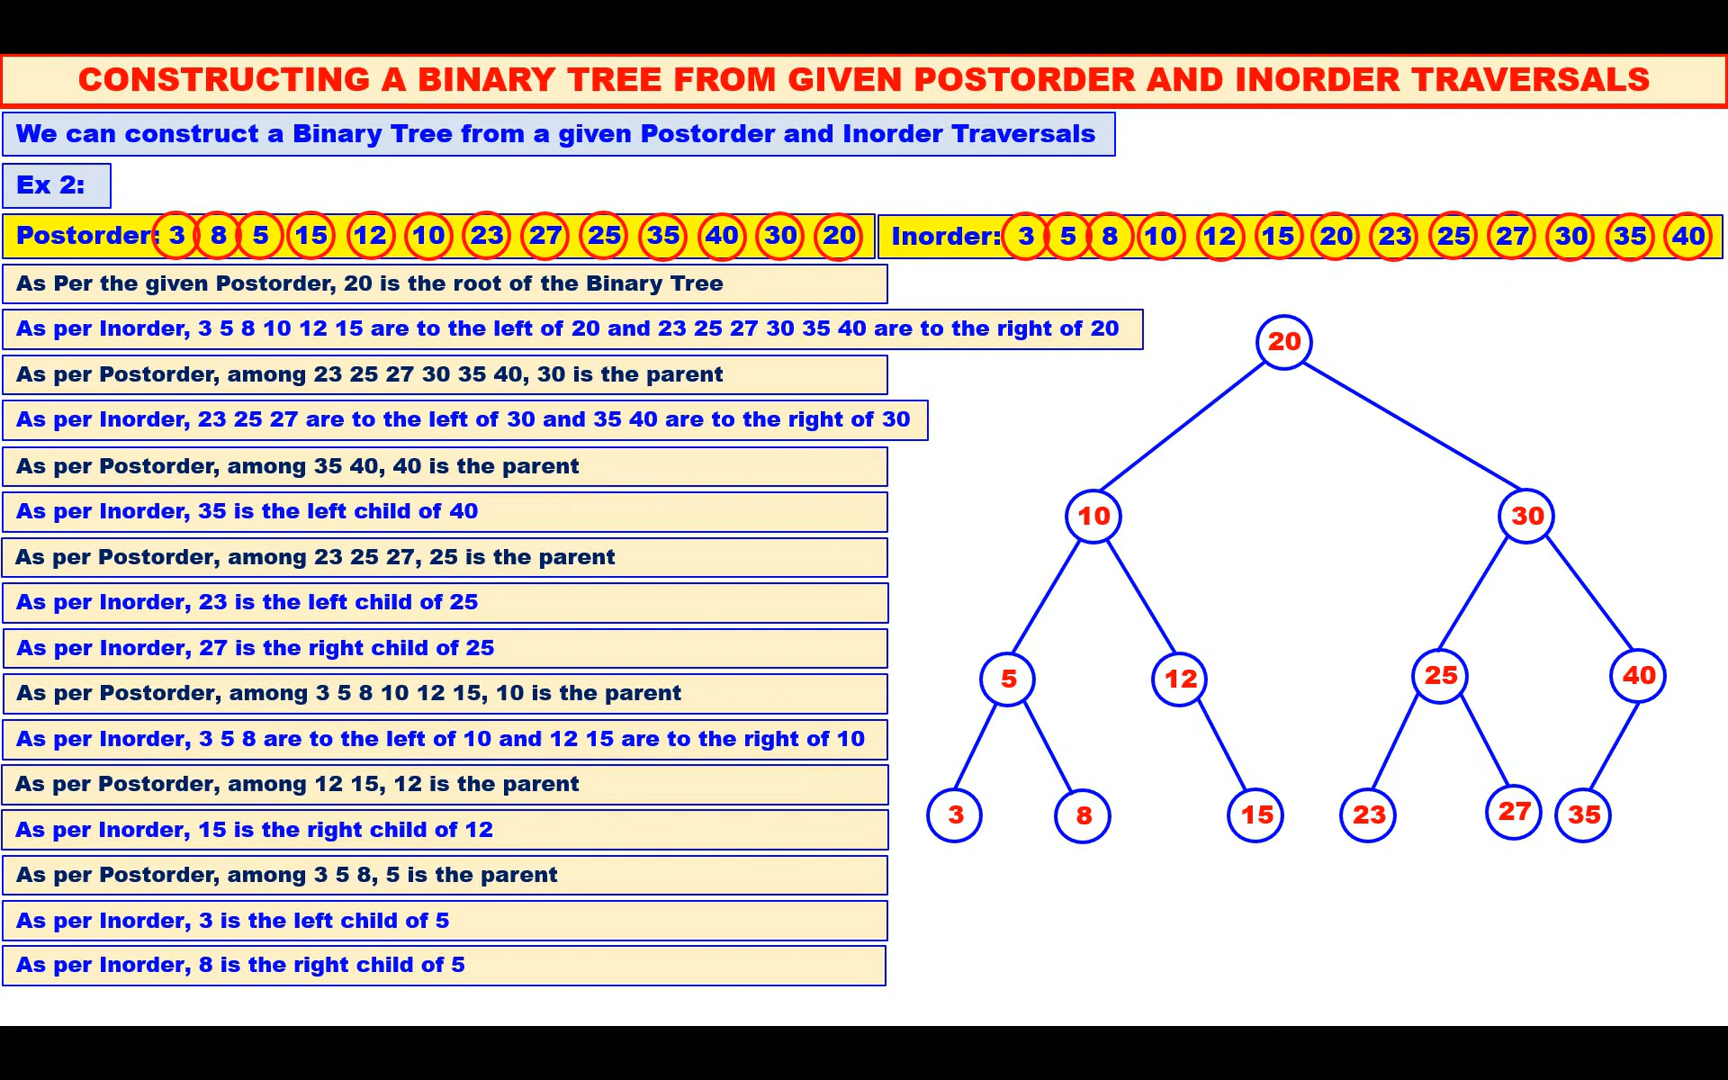 CONSTRUCTING A BINARY TREE FROM GIVEN POSTORDER AND INORDER TRAVERSALS
We can construct a Binary Tree from a given Postorder and Inorder Traversals
Ex 2:
Postorder: 3 8 5 15 12 10 23 27 25 35 40 30 20
Inorder: 3 5 8 10 12 15 20 23 25 27 30 35 40
As Per the given Postorder, 20 is the root of the Binary Tree
As per Inorder, 3 5 8 10 12 15 are to the left of 20 and 23 25 27 30 35 40 are to the right of 20
As per Postorder, among 23 25 27 30 35 40, 30 is the parent
As per Inorder, 23 25 27 are to the left of 30 and 35 40 are to the right of 30
As per Postorder, among 35 40, 40 is the parent
As per Inorder, 35 is the left child of 40
As per Postorder, among 23 25 27, 25 is the parent
As per Inorder, 23 is the left child of 25
As per Inorder, 27 is the right child of 25
As per Postorder, among 3 5 8 10 12 15, 10 is the parent
As per Inorder, 3 5 8 are to the left of 10 and 12 15 are to the right of 10
As per Postorder, among 12 15, 12 is the parent
As per Inorder, 15 is the right child of 12
As per Postorder, among 3 5 8, 5 is the parent
As per Inorder, 3 is the left child of 5
As per Inorder, 8 is the right child of 5
20
10 30
5 12 25 40
3 8 15 23 27 35